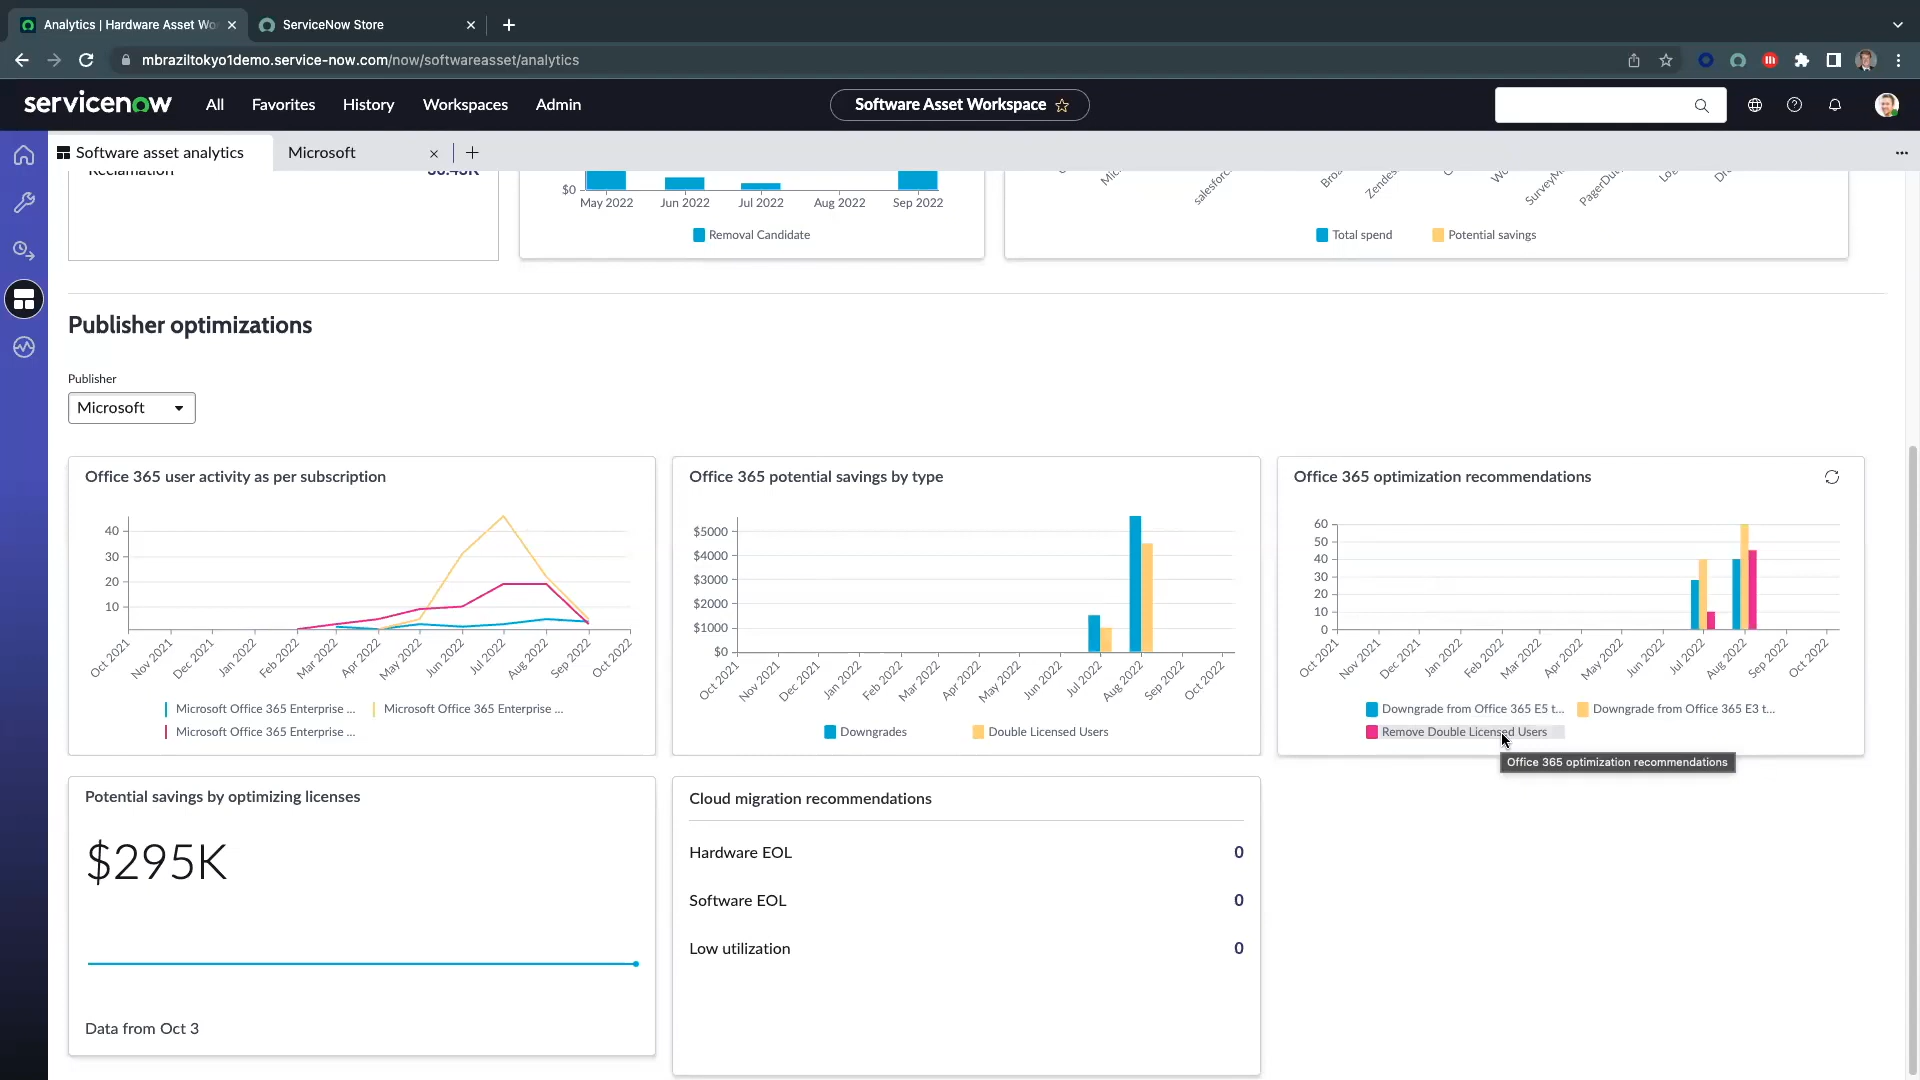 Analytics | Hardware Asset Wo
ServiceNow Store
mbraziltokyo1demo.service-now.com/now/softwareasset/analytics
servicenow
All
Favorites
History
Workspaces
Admin
Software Asset Workspace
Software asset analytics
Microsoft
Reclamation
$0
May 2022
Jun 2022
Jul 2022
Aug 2022
Sep 2022
Removal Candidate
salesforc
Zendes
PagerDu
Total spend
Potential savings
Publisher optimizations
Publisher
Microsoft
Office 365 user activity as per subscription
40
30
20
10
Oct 2021
Nov 2021
Dec 2021
Jan 2022
Feb 2022
Mar 2022
Apr 2022
May 2022
Jun 2022
Jul 2022
Aug 2022
Sep 2022
Oct 2022
Microsoft Office 365 Enterprise ...
Microsoft Office 365 Enterprise ...
Microsoft Office 365 Enterprise ...
Office 365 potential savings by type
$5000
$4000
$3000
$2000
$1000
$0
Oct 2021
Nov 2021
Dec 2021
Jan 2022
Feb 2022
Mar 2022
Apr 2022
May 2022
Jun 2022
Jul 2022
Aug 2022
Sep 2022
Oct 2022
Downgrades
Double Licensed Users
Office 365 optimization recommendations
60
50
40
30
20
10
0
Oct 2021
Nov 2021
Dec 2021
Jan 2022
Feb 2022
Mar 2022
Apr 2022
May 2022
Jun 2022
Jul 2022
Aug 2022
Sep 2022
Oct 2022
Downgrade from Office 365 E5 t...
Downgrade from Office 365 E3 t...
Remove Double Licensed Users
Office 365 optimization recommendations
Potential savings by optimizing licenses
$295K
Data from Oct 3
Cloud migration recommendations
Hardware EOL 0
Software EOL 0
Low utilization 0